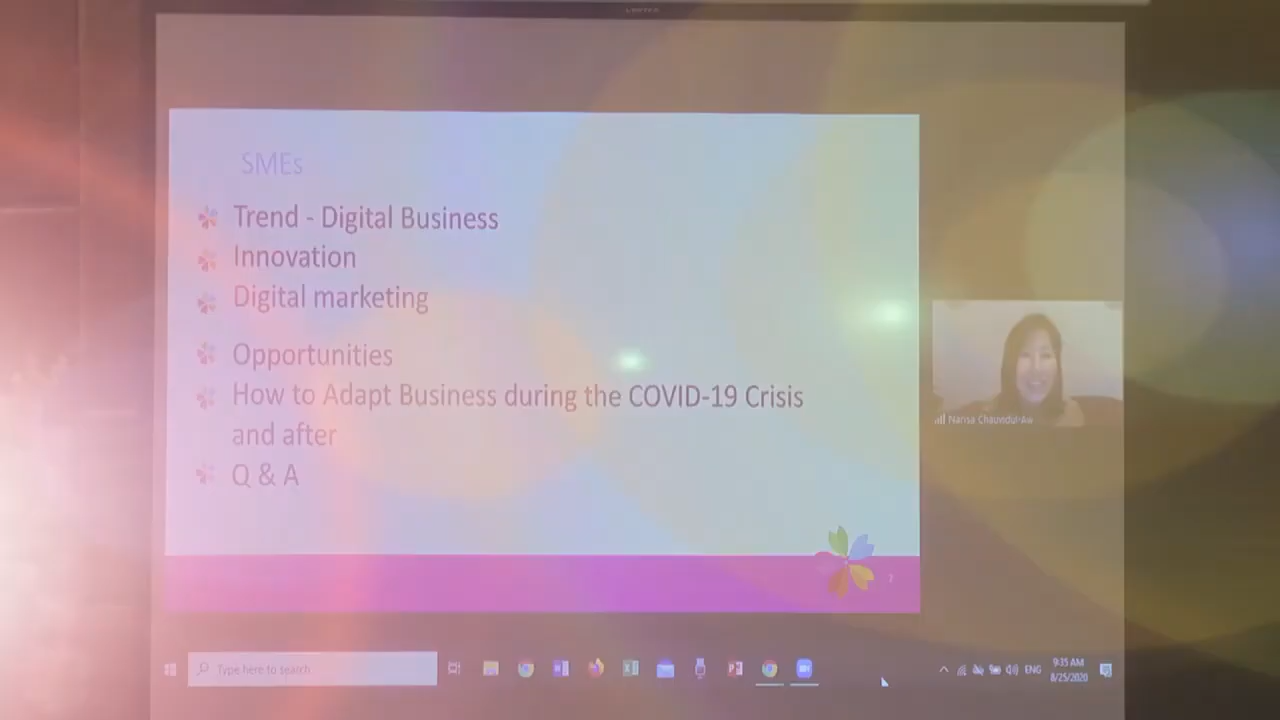 SMEs
Trend - Digital Business
Innovation
Digital marketing
Opportunities
How to Adapt Business during the COVID-19 Crisis
and after
Q & A
7
Type here to search
ENG
9:35 AM
8/25/2020